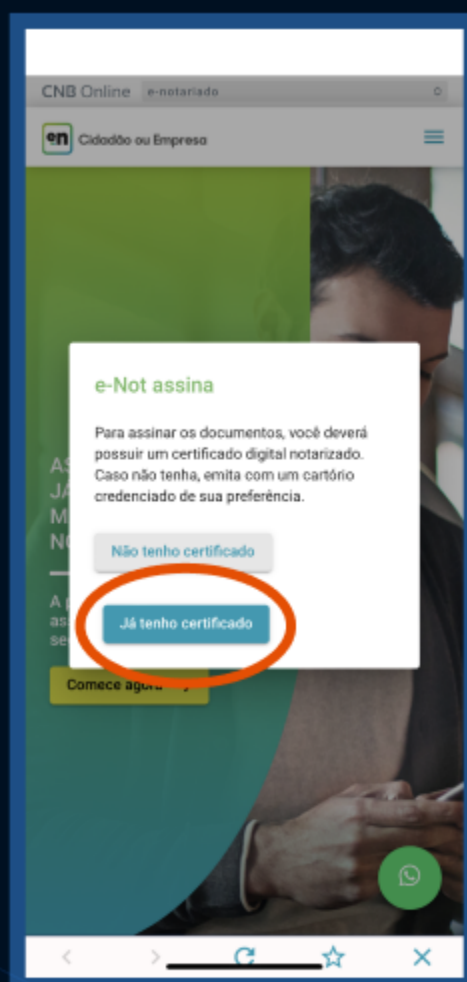 CNB Online e-notariado
en Cidadão ou Empresa
e-Not assina
Para assinar os documentos, você deverá
possuir um certificado digital notarizado.
Caso não tenha, emita com um cartório
credenciado de sua preferência.
Não tenho certificado
Já tenho certificado
Comece agora